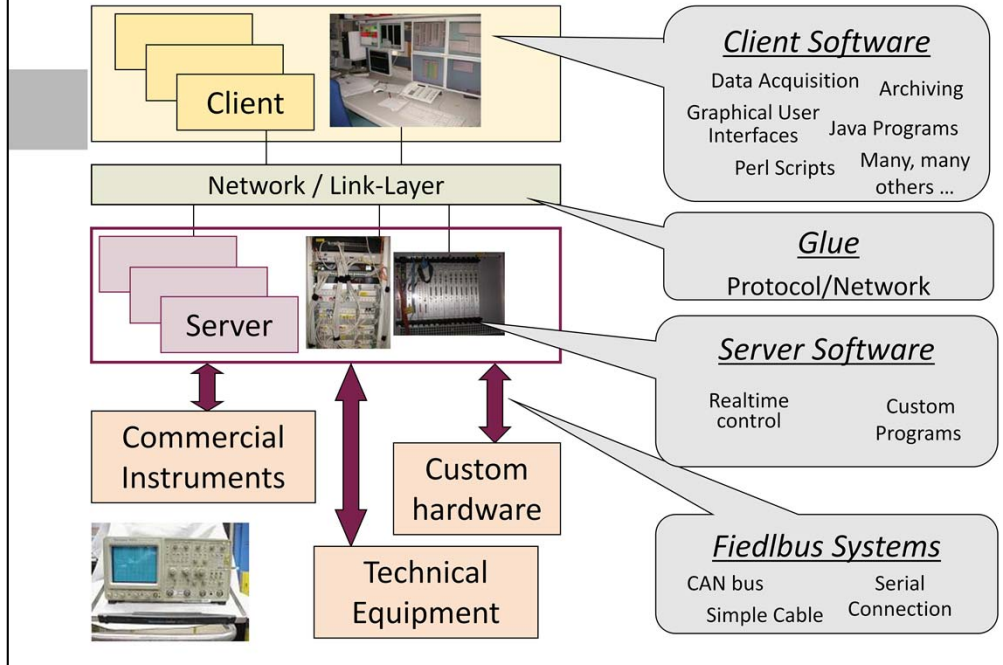 Client
Network / Link-Layer
Server
Commercial
Instruments
Custom
hardware
Technical
Equipment
Client Software
Data Acquisition
Archiving
Graphical User
Interfaces
Java Programs
Perl Scripts
Many, many
others ...
Glue
Protocol/Network
Server Software
Realtime
control
Custom
Programs
Fiedlbus Systems
CAN bus
Serial
Connection
Simple Cable